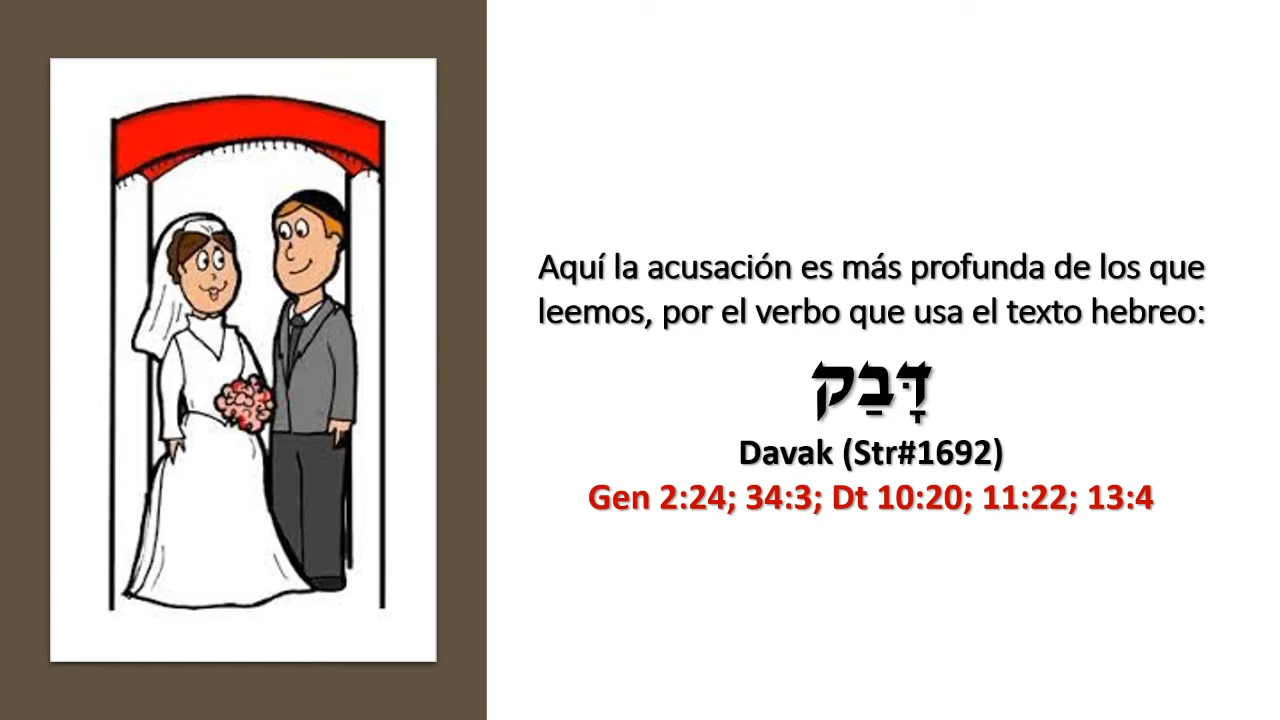 Aquí la acusación es más profunda de los que
leemos, por el verbo que usa el texto hebreo:
דָּבַק
Davak (Str#1692)
Gen 2:24; 34:3; Dt 10:20; 11:22; 13:4